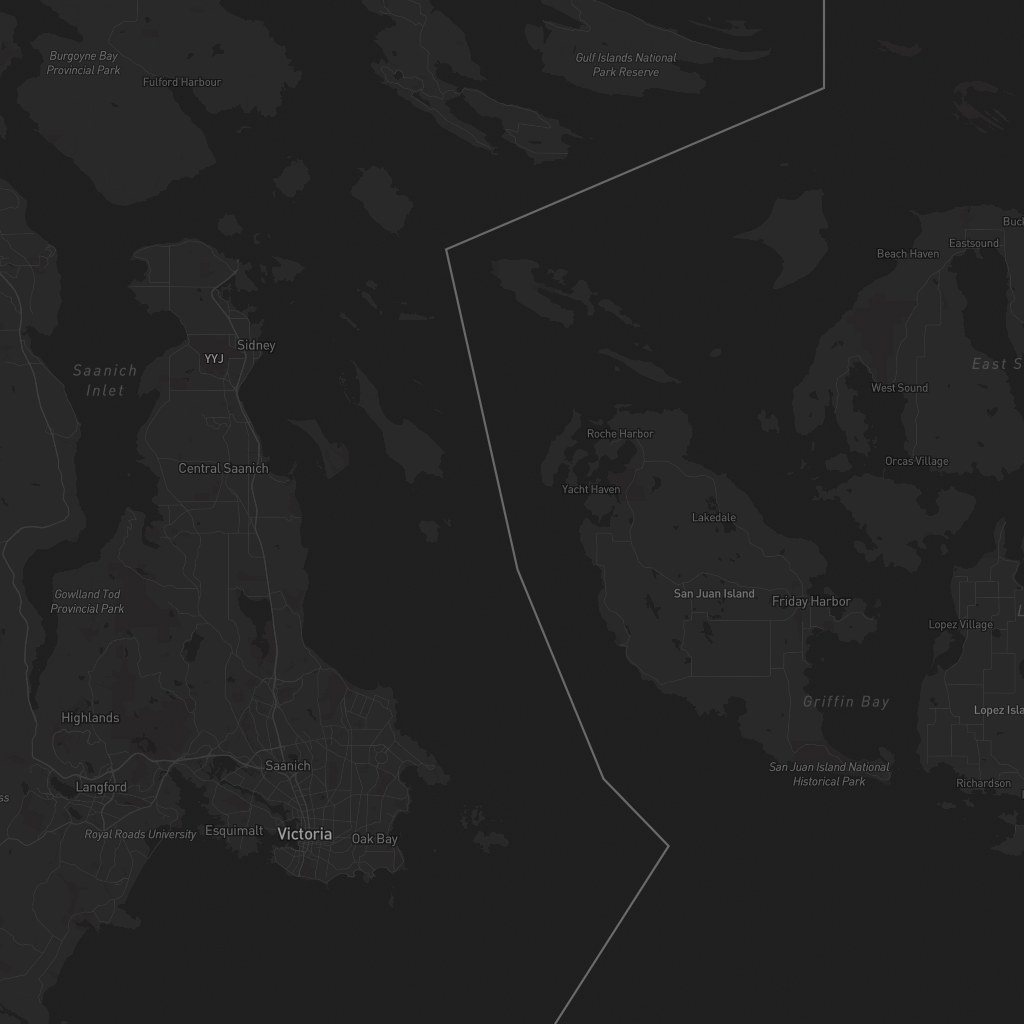 Burgoyne Bay
Provincial Park
Fulford Harbour
Gulf Islands National
Park Reserve
Eastsound
Beach Haven
Sidney
YYJ
Saanich
Inlet
East S
West Sound
Roche Harbor
Orcas Village
Central Saanich
Yacht Haven
Lakedale
Gowlland Tod
Provincial Park
San Juan Island
Friday Harbor
Lopez Village
Griffin Bay
Lopez Isla
Highlands
Saanich
San Juan Island National
Historical Park
Langford
Richardson
ss
Royal Roads University
Esquimalt
Victoria
Oak Bay